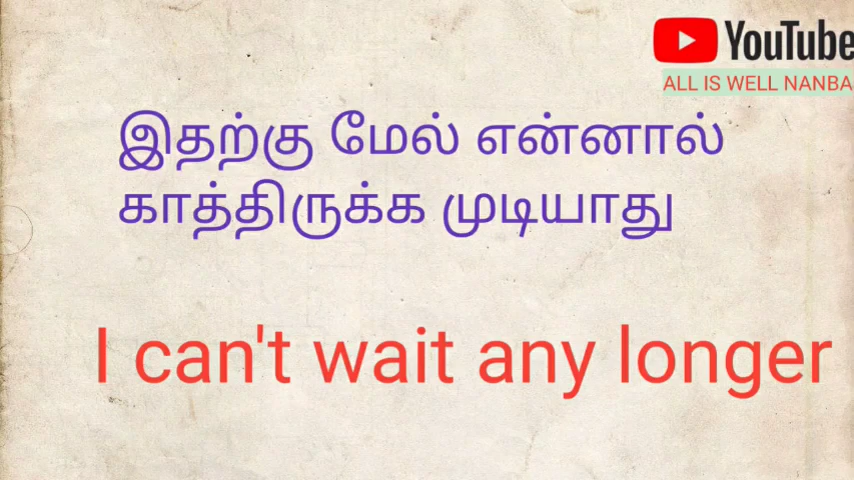 YouTube
ALL IS WELL NANBA
இதற்கு மேல் என்னால்
காத்திருக்க முடியாது
I can't wait any longer